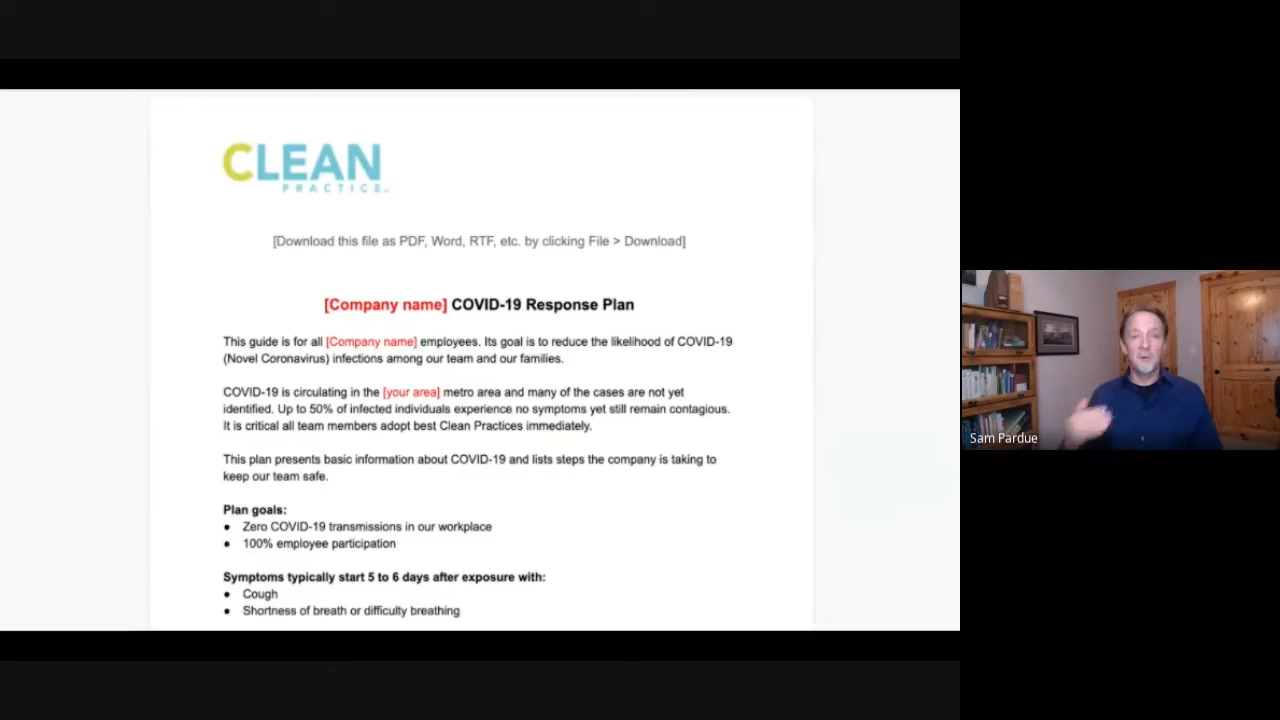 CLEAN
PRACTICE
[Download this file as PDF, Word, RTF, etc. by clicking File > Download]
[Company name] COVID-19 Response Plan
This guide is for all [Company name] employees. Its goal is to reduce the likelihood of COVID-19
(Novel Coronavirus) infections among our team and our families.
COVID-19 is circulating in the [your area] metro area and many of the cases are not yet
identified. Up to 50% of infected individuals experience no symptoms yet still remain contagious.
It is critical all team members adopt best Clean Practices immediately.
This plan presents basic information about COVID-19 and lists steps the company is taking to
keep our team safe.
Plan goals:
● Zero COVID-19 transmissions in our workplace
● 100% employee participation
Symptoms typically start 5 to 6 days after exposure with:
● Cough
● Shortness of breath or difficulty breathing
Sam Pardue